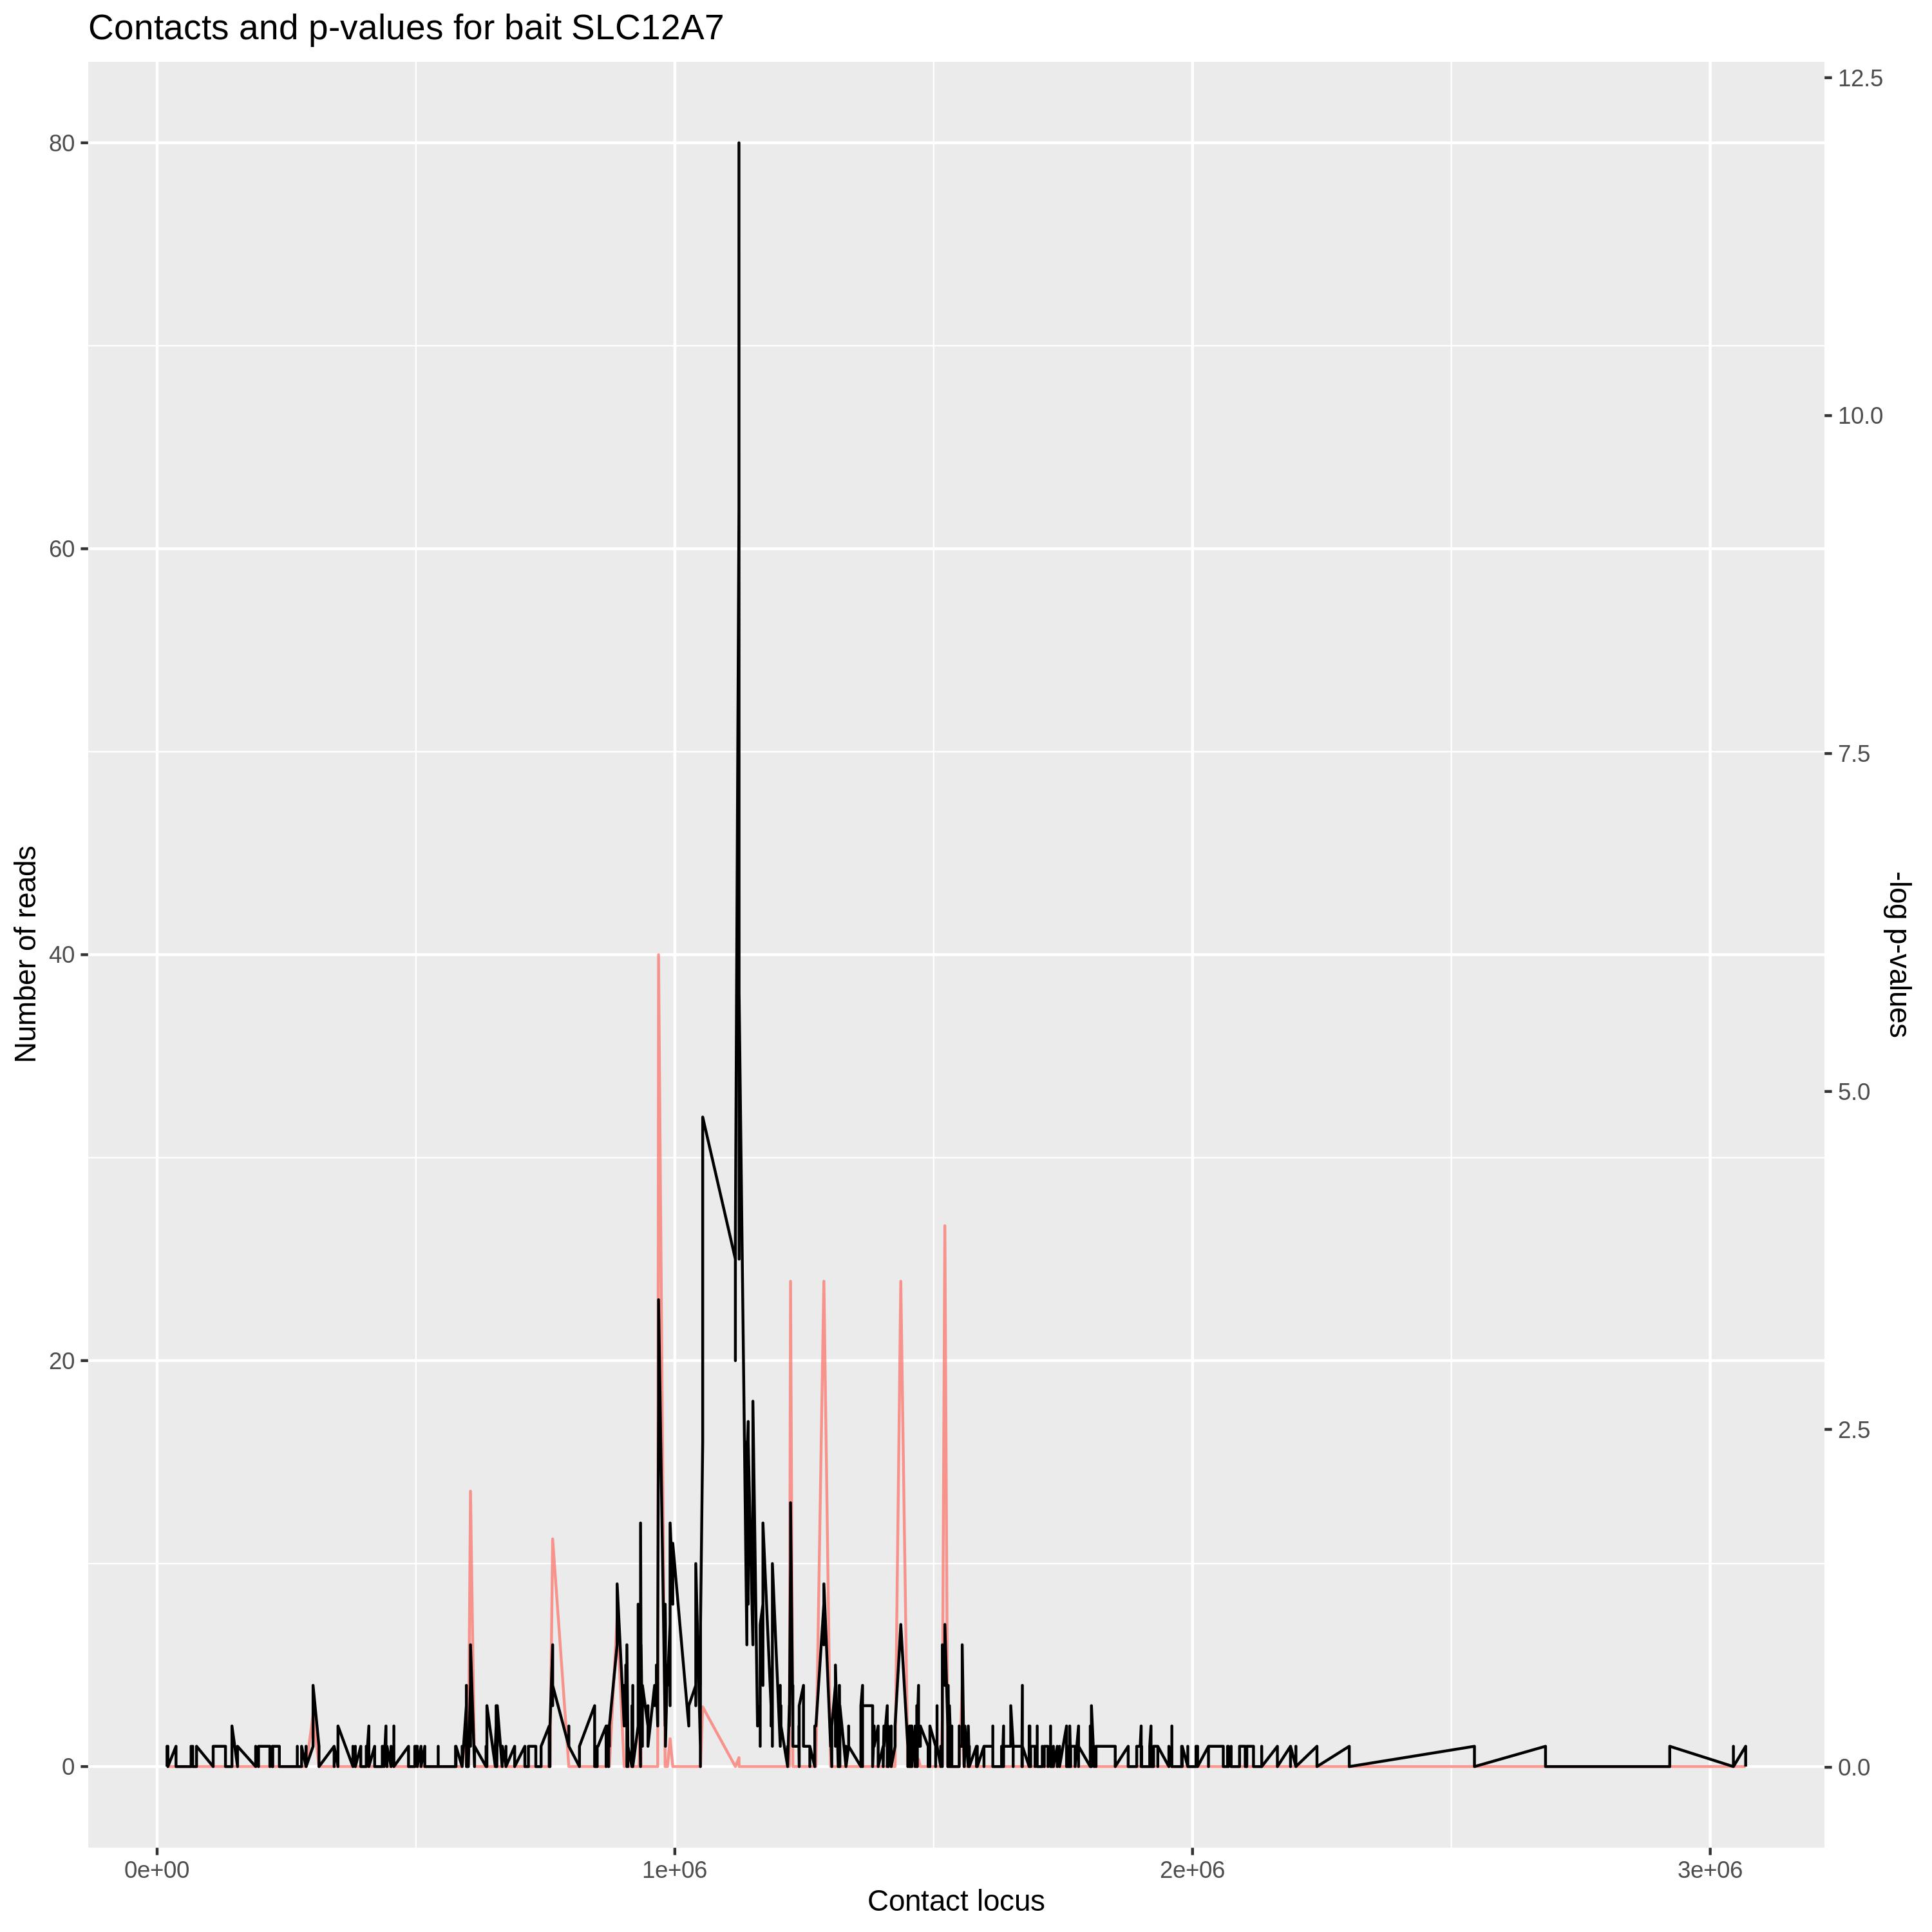 Contacts and p-values for bait SLC12A7
80
60
40
20
0
Number of reads
12.5
10.0
7.5
5.0
2.5
0.0
-log p-values
0e+00 1e+06 2e+06 3e+06
Contact locus